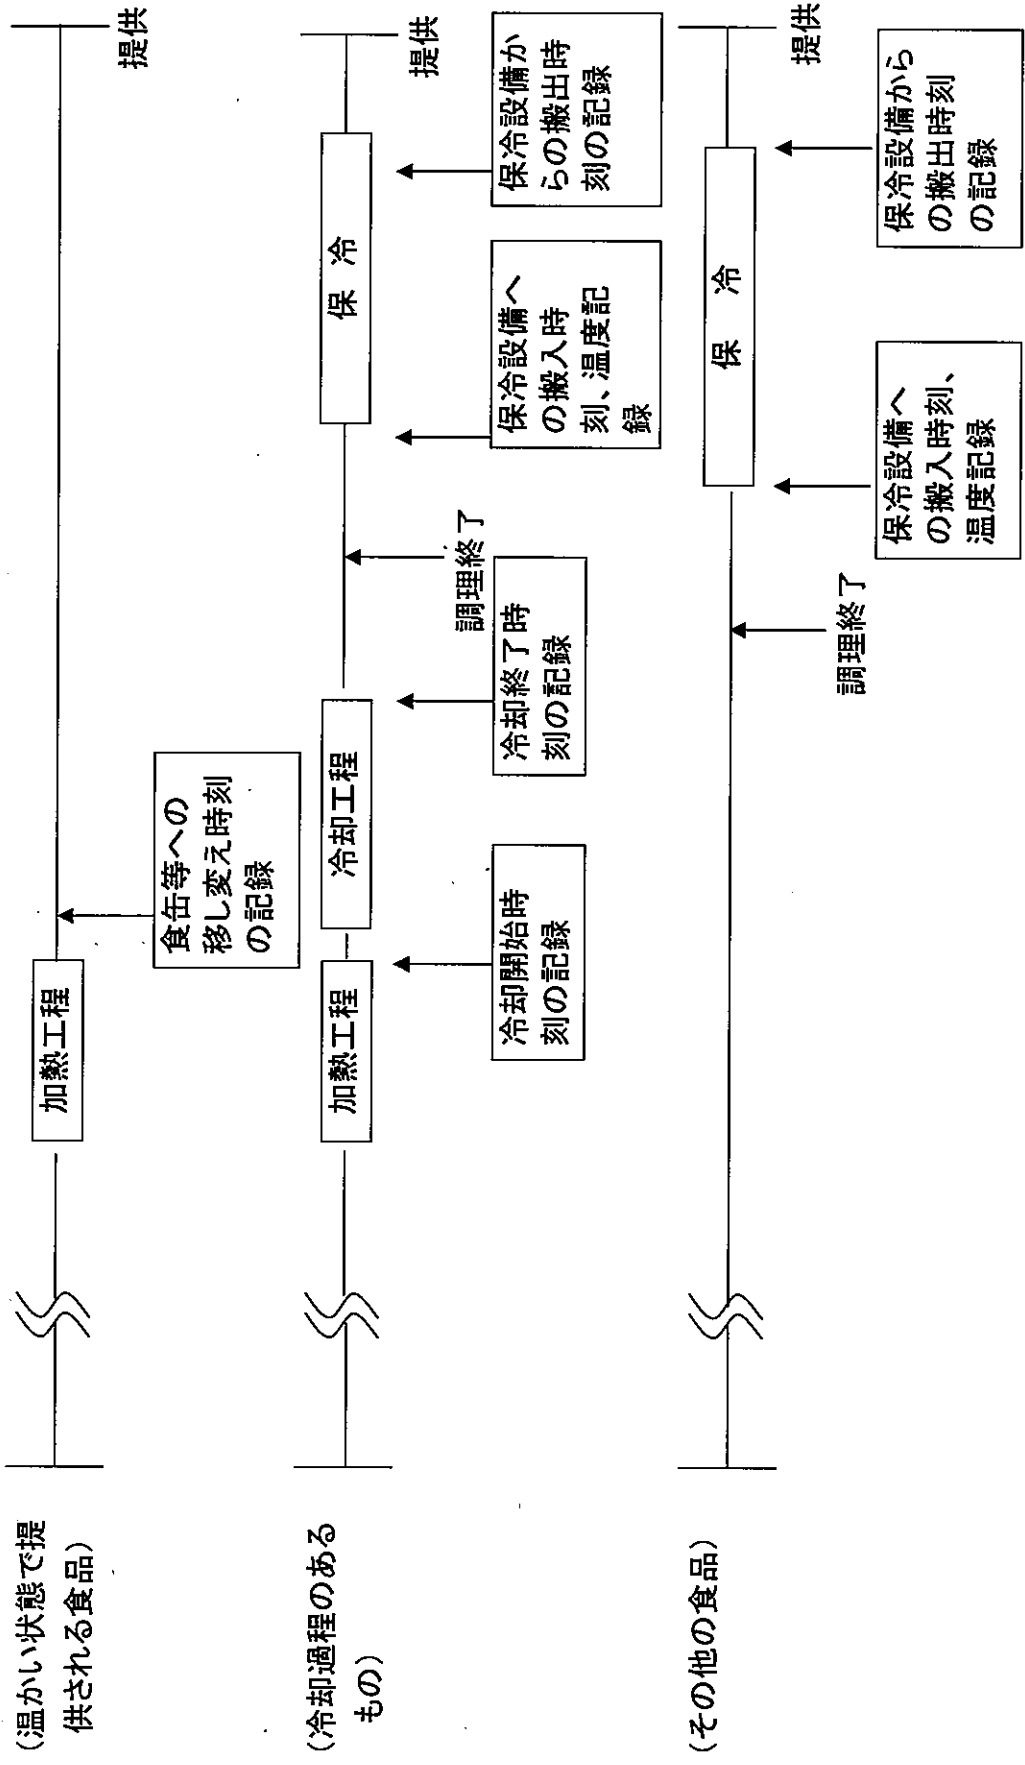 (温かい状態で提
供される食品)
加熱工程
食缶等への
移し変え時刻
の記録
提供
(冷却過程のある
もの)
加熱工程
冷却工程
保　冷
提供
調理終了
冷却開始時
刻の記録
冷却終了時
刻の記録
保冷設備へ
の搬入時
刻、温度記
録
保冷設備か
らの搬出時
刻の記録
(その他の食品)
保　冷
提供
調理終了
保冷設備へ
の搬入時刻、
温度記録
保冷設備から
の搬出時刻
の記録